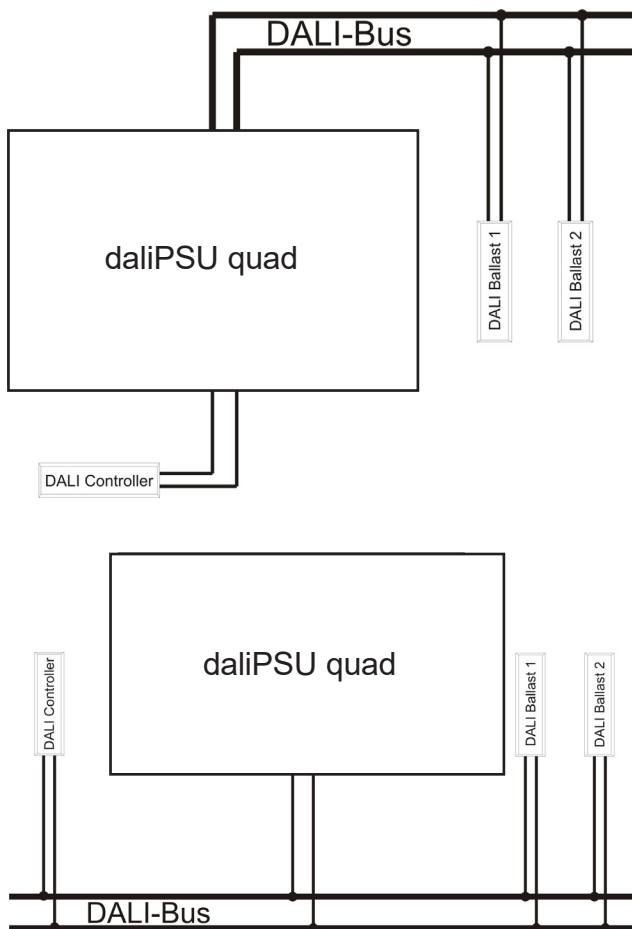 DALI-Bus
daliPSU quad
DALI Ballast 1
DALI Ballast 2
DALI Controller
daliPSU quad
DALI Controller
DALI Ballast 1
DALI Ballast 2
DALI-Bus